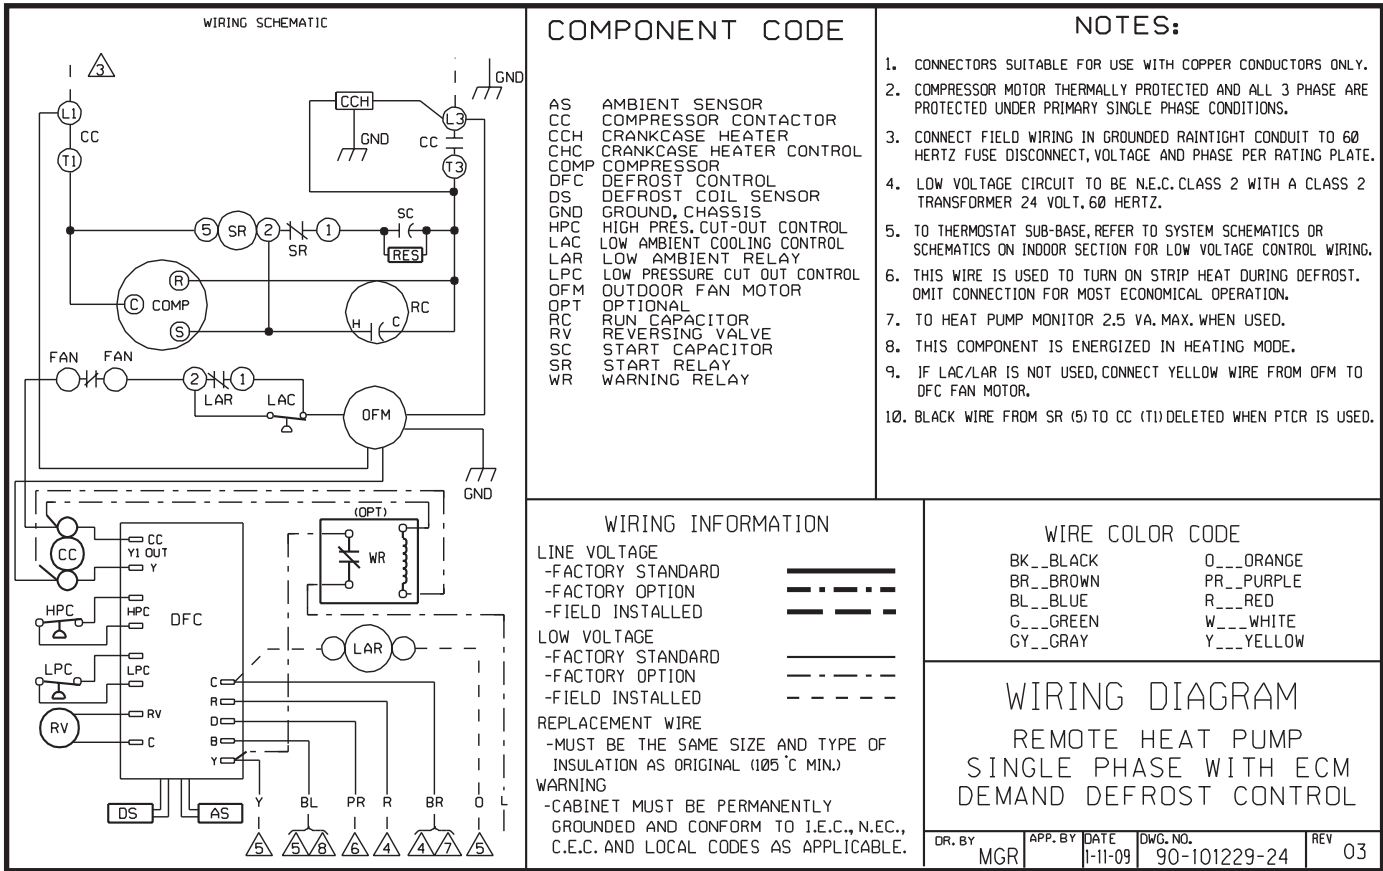 WIRING SCHEMATIC
3
GND
L1
CCH
L3
CC
GND
CC
T1
T3
5 SR 2 1
SC
SR
RES
R
C COMP
RC
H C
S
FAN FAN
2 1
LAR
LAC
OFM
GND
(OPT)
CC
CC
Y1 OUT
Y
WR
HPC
HPC
DFC
LAR
LPC
LPC
C
R
RV
RV
D
B
C
Y
DS
AS
Y BL PR R BR O L
5 5 8 6 4 4 7 5
COMPONENT CODE
AS AMBIENT SENSOR
CC COMPRESSOR CONTACTOR
CCH CRANKCASE HEATER
CHC CRANKCASE HEATER CONTROL
COMP COMPRESSOR
DFC DEFROST CONTROL
DS DEFROST COIL SENSOR
GND GROUND, CHASSIS
HPC HIGH PRES. CUT-OUT CONTROL
LAC LOW AMBIENT COOLING CONTROL
LAR LOW AMBIENT RELAY
LPC LOW PRESSURE CUT OUT CONTROL
OFM OUTDOOR FAN MOTOR
OPT OPTIONAL
RC RUN CAPACITOR
RV REVERSING VALVE
SC START CAPACITOR
SR START RELAY
WR WARNING RELAY
NOTES:
1. CONNECTORS SUITABLE FOR USE WITH COPPER CONDUCTORS ONLY.
2. COMPRESSOR MOTOR THERMALLY PROTECTED AND ALL 3 PHASE ARE
PROTECTED UNDER PRIMARY SINGLE PHASE CONDITIONS.
3. CONNECT FIELD WIRING IN GROUNDED RAINTIGHT CONDUIT TO 60
HERTZ FUSE DISCONNECT, VOLTAGE AND PHASE PER RATING PLATE.
4. LOW VOLTAGE CIRCUIT TO BE N.E.C. CLASS 2 WITH A CLASS 2
TRANSFORMER 24 VOLT, 60 HERTZ.
5. TO THERMOSTAT SUB-BASE, REFER TO SYSTEM SCHEMATICS OR
SCHEMATICS ON INDOOR SECTION FOR LOW VOLTAGE CONTROL WIRING.
6. THIS WIRE IS USED TO TURN ON STRIP HEAT DURING DEFROST.
OMIT CONNECTION FOR MOST ECONOMICAL OPERATION.
7. TO HEAT PUMP MONITOR 2.5 VA. MAX. WHEN USED.
8. THIS COMPONENT IS ENERGIZED IN HEATING MODE.
9. IF LAC/LAR IS NOT USED, CONNECT YELLOW WIRE FROM OFM TO
DFC FAN MOTOR.
10. BLACK WIRE FROM SR (5) TO CC (T1) DELETED WHEN PTCR IS USED.
WIRING INFORMATION
LINE VOLTAGE
-FACTORY STANDARD
-FACTORY OPTION
-FIELD INSTALLED
LOW VOLTAGE
-FACTORY STANDARD
-FACTORY OPTION
-FIELD INSTALLED
REPLACEMENT WIRE
-MUST BE THE SAME SIZE AND TYPE OF
INSULATION AS ORIGINAL (105 °C MIN.)
WARNING
-CABINET MUST BE PERMANENTLY
GROUNDED AND CONFORM TO I.E.C., N.EC.,
C.E.C. AND LOCAL CODES AS APPLICABLE.
WIRE COLOR CODE
BK__BLACK O___ORANGE
BR__BROWN PR__PURPLE
BL__BLUE R___RED
G___GREEN W___WHITE
GY__GRAY Y___YELLOW
WIRING DIAGRAM
REMOTE HEAT PUMP
SINGLE PHASE WITH ECM
DEMAND DEFROST CONTROL
DR. BY MGR APP. BY DATE 1-11-09 DWG. NO. 90-101229-24 REV 03